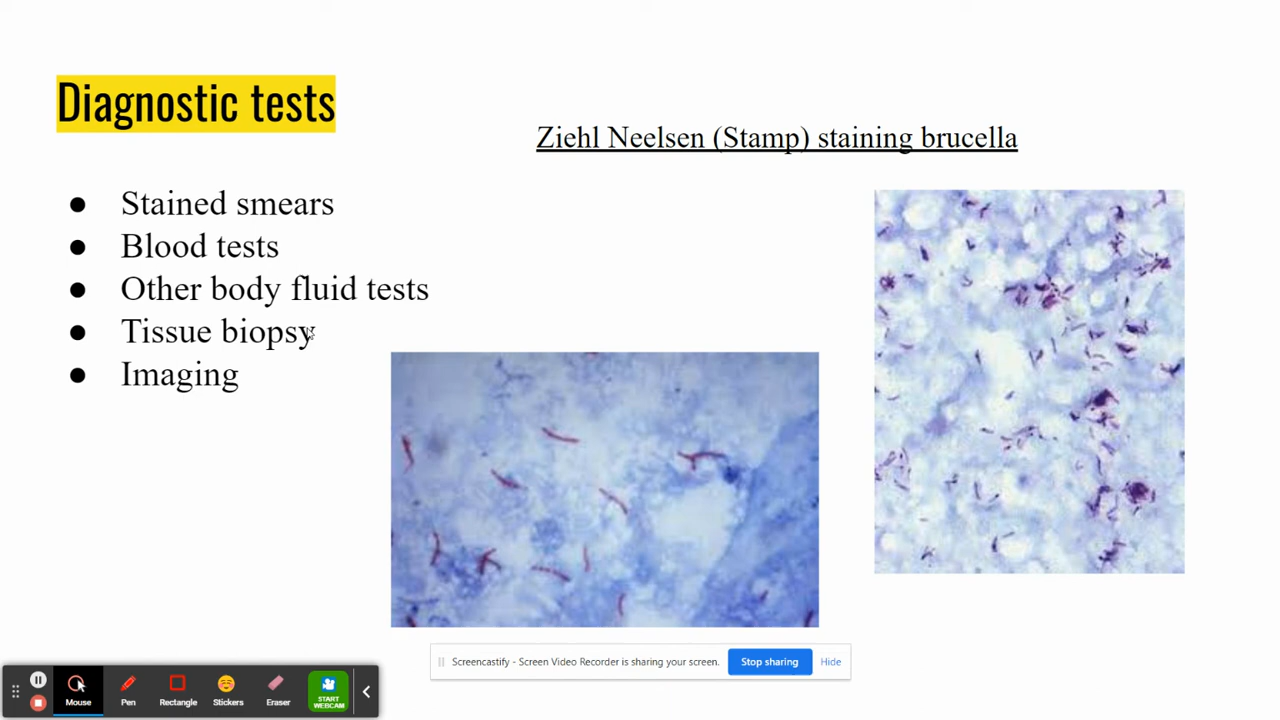 Diagnostic tests
Ziehl Neelsen (Stamp) staining brucella
● Stained smears
● Blood tests
● Other body fluid tests
● Tissue biopsy
● Imaging
Screencastify - Screen Video Recorder is sharing your screen.
Stop sharing
Hide
Mouse
Pen
Rectangle
Stickers
Eraser
START
WEBCAM